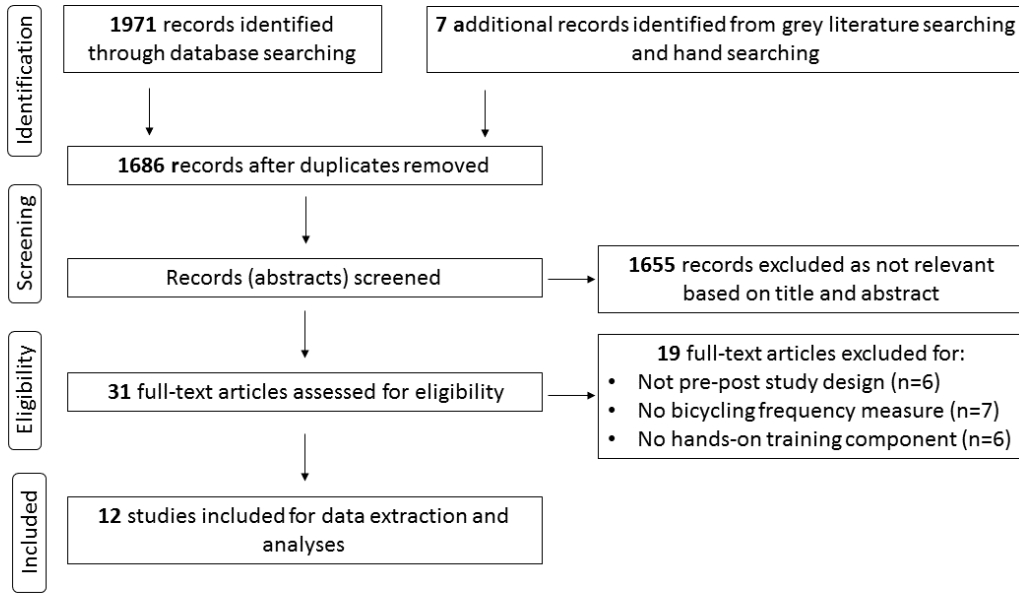 Identification
1971 records identified
through database searching
7 additional records identified from grey literature searching
and hand searching
1686 records after duplicates removed
Screening
Records (abstracts) screened
1655 records excluded as not relevant
based on title and abstract
Eligibility
31 full-text articles assessed for eligibility
19 full-text articles excluded for:
• Not pre-post study design (n=6)
• No bicycling frequency measure (n=7)
• No hands-on training component (n=6)
Included
12 studies included for data extraction and
analyses